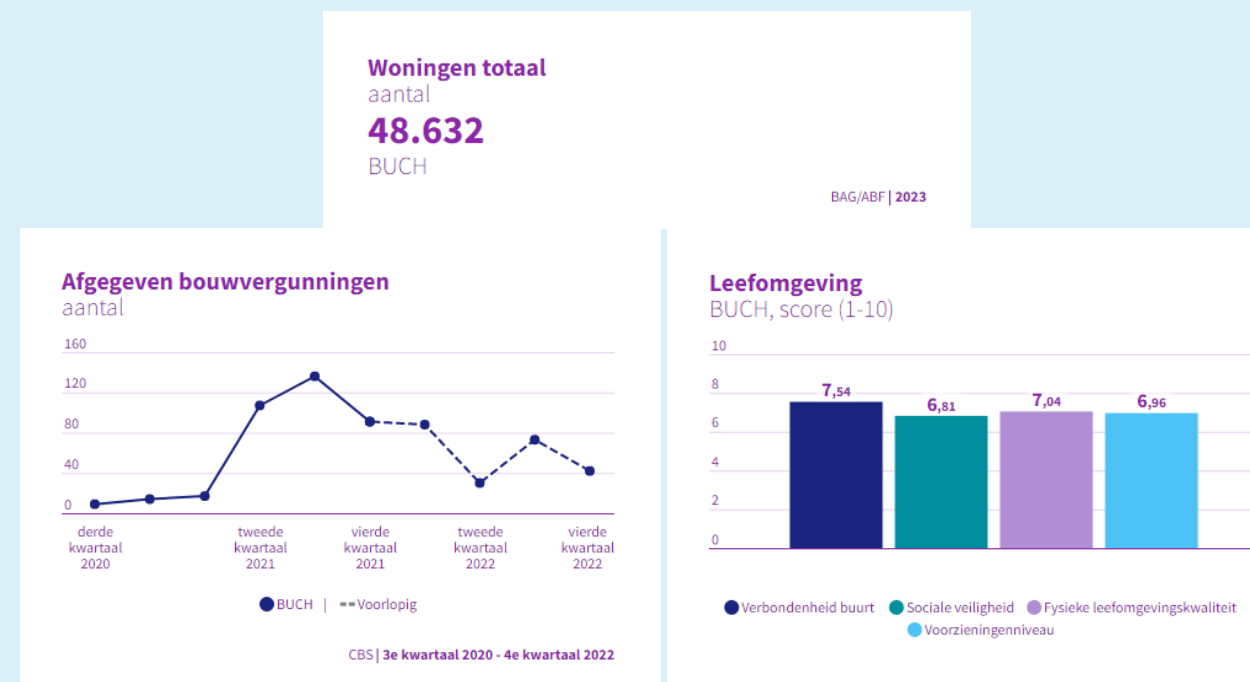 Woningen totaal
aantal
48.632
BUCH
BAG/ABF | 2023
Afgegeven bouwvergunningen
aantal
160
120
80
40
0
derde kwartaal 2020
tweede kwartaal 2021
vierde kwartaal 2021
tweede kwartaal 2022
vierde kwartaal 2022
BUCH | Voorlopig
CBS | 3e kwartaal 2020 - 4e kwartaal 2022
Leefomgeving
BUCH, score (1-10)
10
8
6
4
2
0
7,54
6,81
7,04
6,96
Verbondenheid buurt Sociale veiligheid Fysieke leefomgevingskwaliteit
Voorzieningenniveau